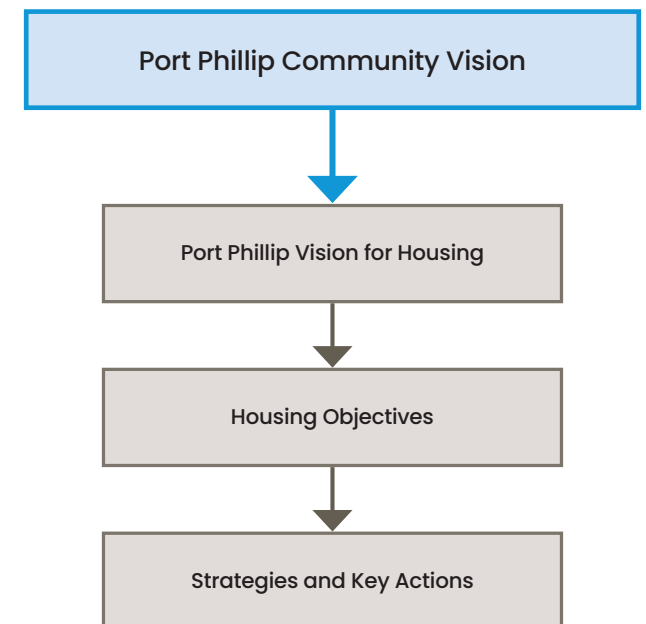 Port Phillip Community Vision
Port Phillip Vision for Housing
Housing Objectives
Strategies and Key Actions